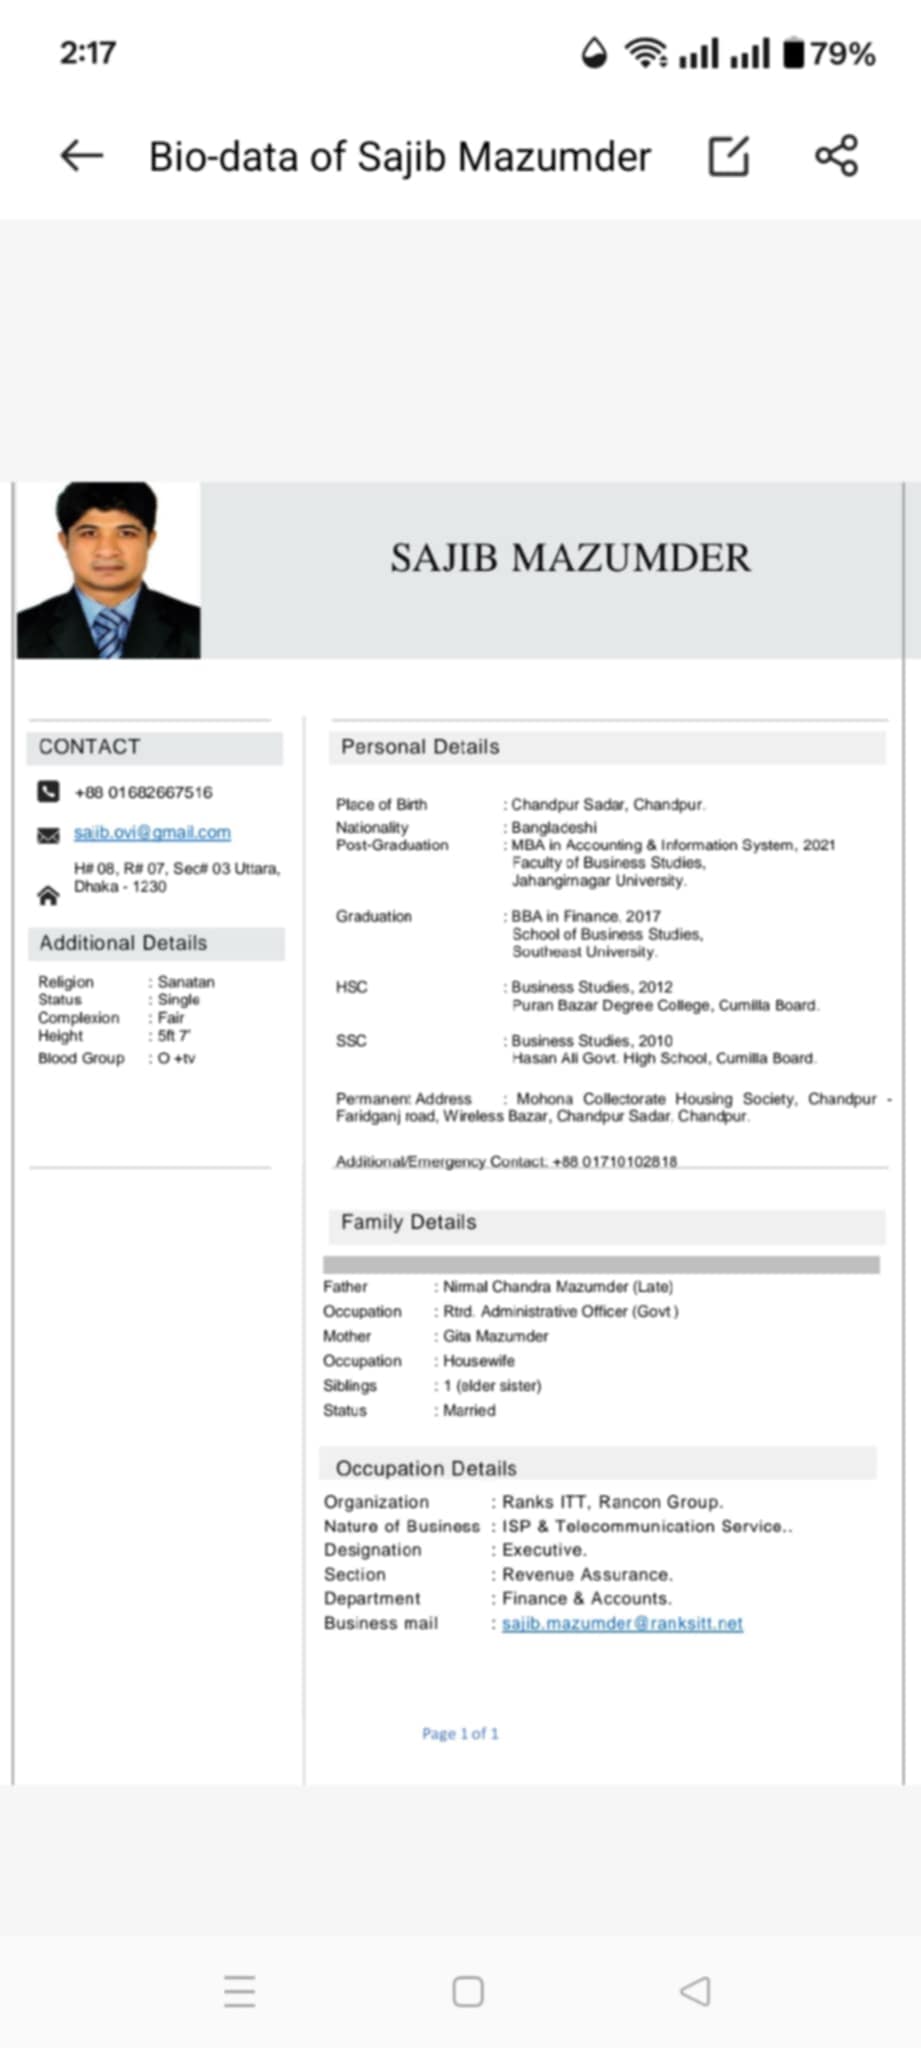 2:17
79%
Bio-data of Sajib Mazumder
SAJIB MAZUMDER
CONTACT
+88 01682667516
sajib.ovi@gmail.com
H# 08, R# 07, Sec# 03 Uttara,
Dhaka - 1230
Additional Details
Religion : Sanatan
Status : Single
Complexion : Fair
Height : 5ft 7"
Blood Group : O +tv
Personal Details
Place of Birth : Chandpur Sadar, Chandpur.
Nationality : Bangladeshi
Post-Graduation : MBA in Accounting & Information System, 2021
Faculty of Business Studies,
Jahangirnagar University.
Graduation : BBA in Finance. 2017
School of Business Studies,
Southeast University.
HSC : Business Studies, 2012
Puran Bazar Degree College, Cumilla Board.
SSC : Business Studies, 2010
Hasan Ali Govt. High School, Cumilla Board.
Permanent Address : Mohona Collectorate Housing Society, Chandpur -
Faridganj road, Wireless Bazar, Chandpur Sadar. Chandpur.
Additional/Emergency Contact: +88 01710102818
Family Details
Father : Nirmal Chandra Mazumder (Late)
Occupation : Rtrd. Administrative Officer (Govt)
Mother : Gita Mazumder
Occupation : Housewife
Siblings : 1 (elder sister)
Status : Married
Occupation Details
Organization : Ranks ITT, Rancon Group.
Nature of Business : ISP & Telecommunication Service..
Designation : Executive.
Section : Revenue Assurance.
Department : Finance & Accounts.
Business mail : sajib.mazumder@ranksitt.net
Page 1 of 1